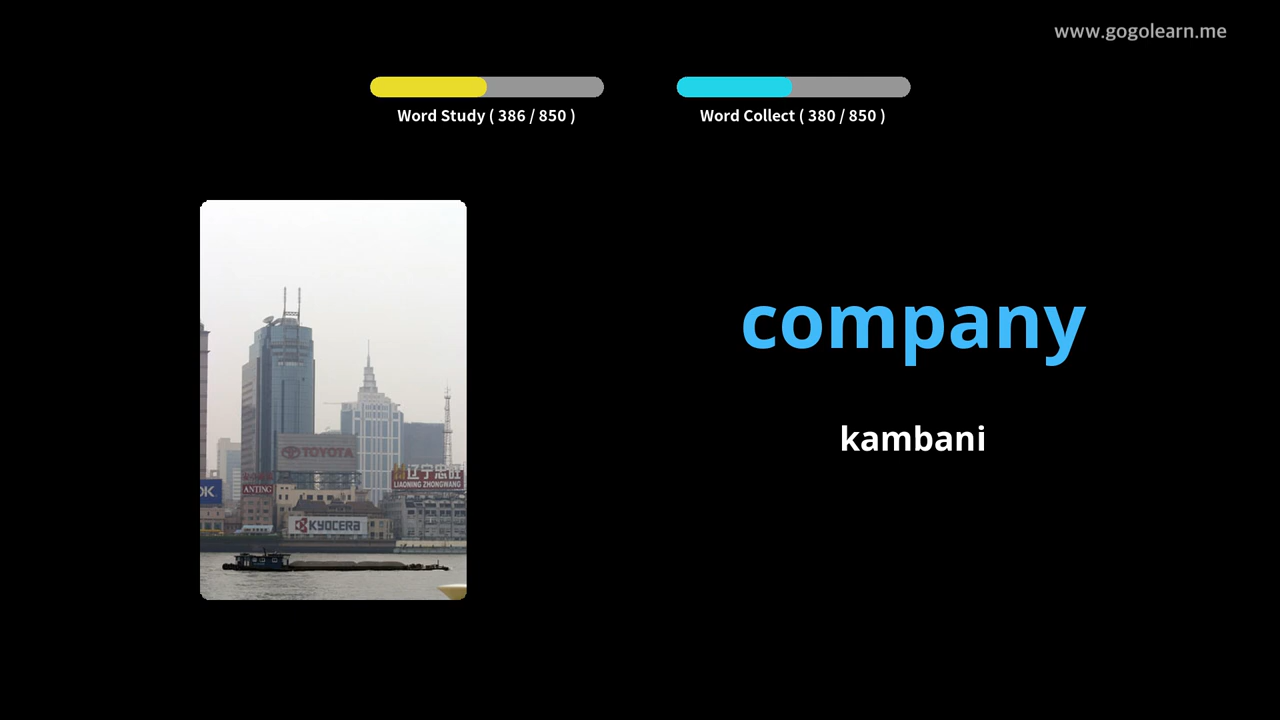 www.gogolearn.me
Word Study ( 386 / 850 )
Word Collect ( 380 / 850 )
company
kambani
TOYOTA
辽宁忠旺
LIAONING ZHONGWANG
ANTING
OK
KYOCERA